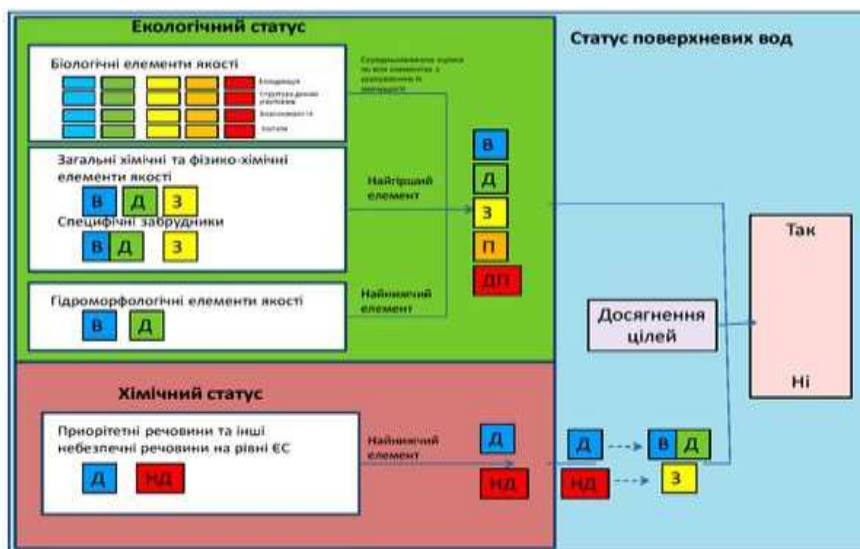 Екологічний статус
Статус поверхневих вод
Біологічні елементи якості
Загальні хімічні та фізико-хімічні
елементи якості
В Д З
Специфічні забрудники
В Д З
Найгірший
елемент
В
Д
З
П
ДП
Гідроморфологічні елементи якості
В Д
Найнижчий
елемент
Так
Досягнення
цілей
Ні
Хімічний статус
Приорітетні речовини та інші
небезпечні речовини на рівні ЄС
Д НД
Найнижчий
елемент
Д
НД
Д
НД
В Д
З